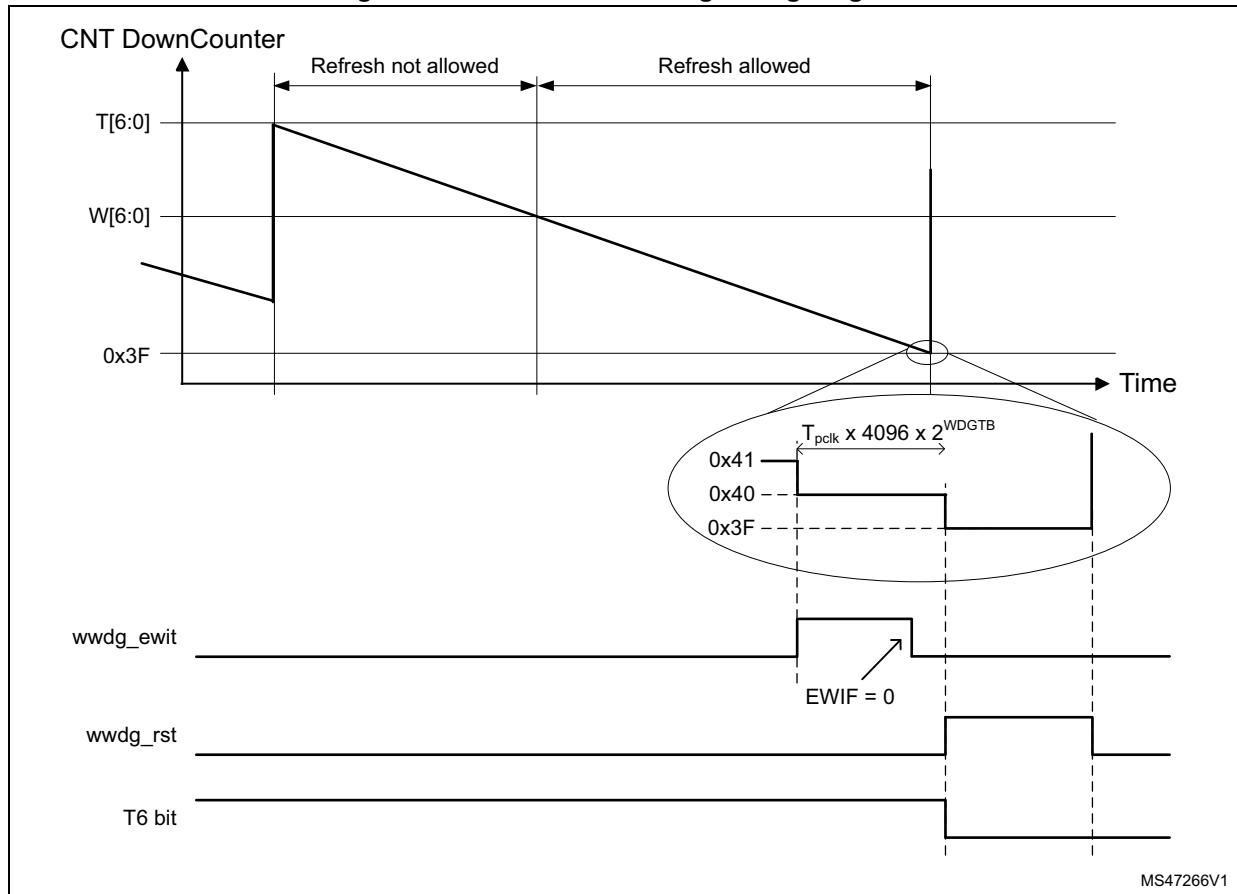 CNT DownCounter
Refresh not allowed
Refresh allowed
T[6:0]
W[6:0]
0x3F
Time
Tpclk x 4096 x 2WDGTB
0x41
0x40
0x3F
wwdg_ewit
EWIF = 0
wwdg_rst
T6 bit
MS47266V1